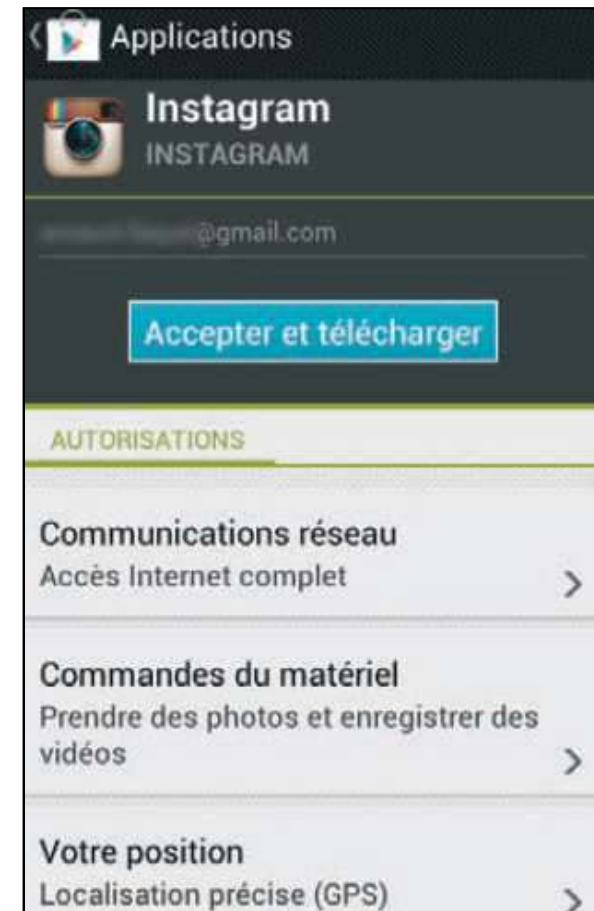 Applications
Instagram
INSTAGRAM
@gmail.com
Accepter et télécharger
AUTORISATIONS
Communications réseau
Accès Internet complet
Commandes du matériel
Prendre des photos et enregistrer des
vidéos
Votre position
Localisation précise (GPS)